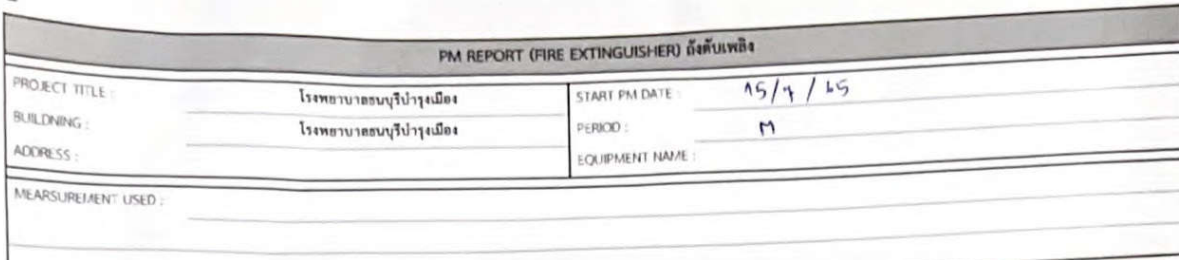 PM REPORT (FIRE EXTINGUISHER) ถังดับเพลิง
PROJECT TITLE : โรงพยาบาลธนบุรีบำรุงเมือง
START PM DATE : 15/7/65
BUILDNING : โรงพยาบาลธนบุรีบำรุงเมือง
PERIOD : M
ADDRESS :
EQUIPMENT NAME :
MEARSUREMENT USED :